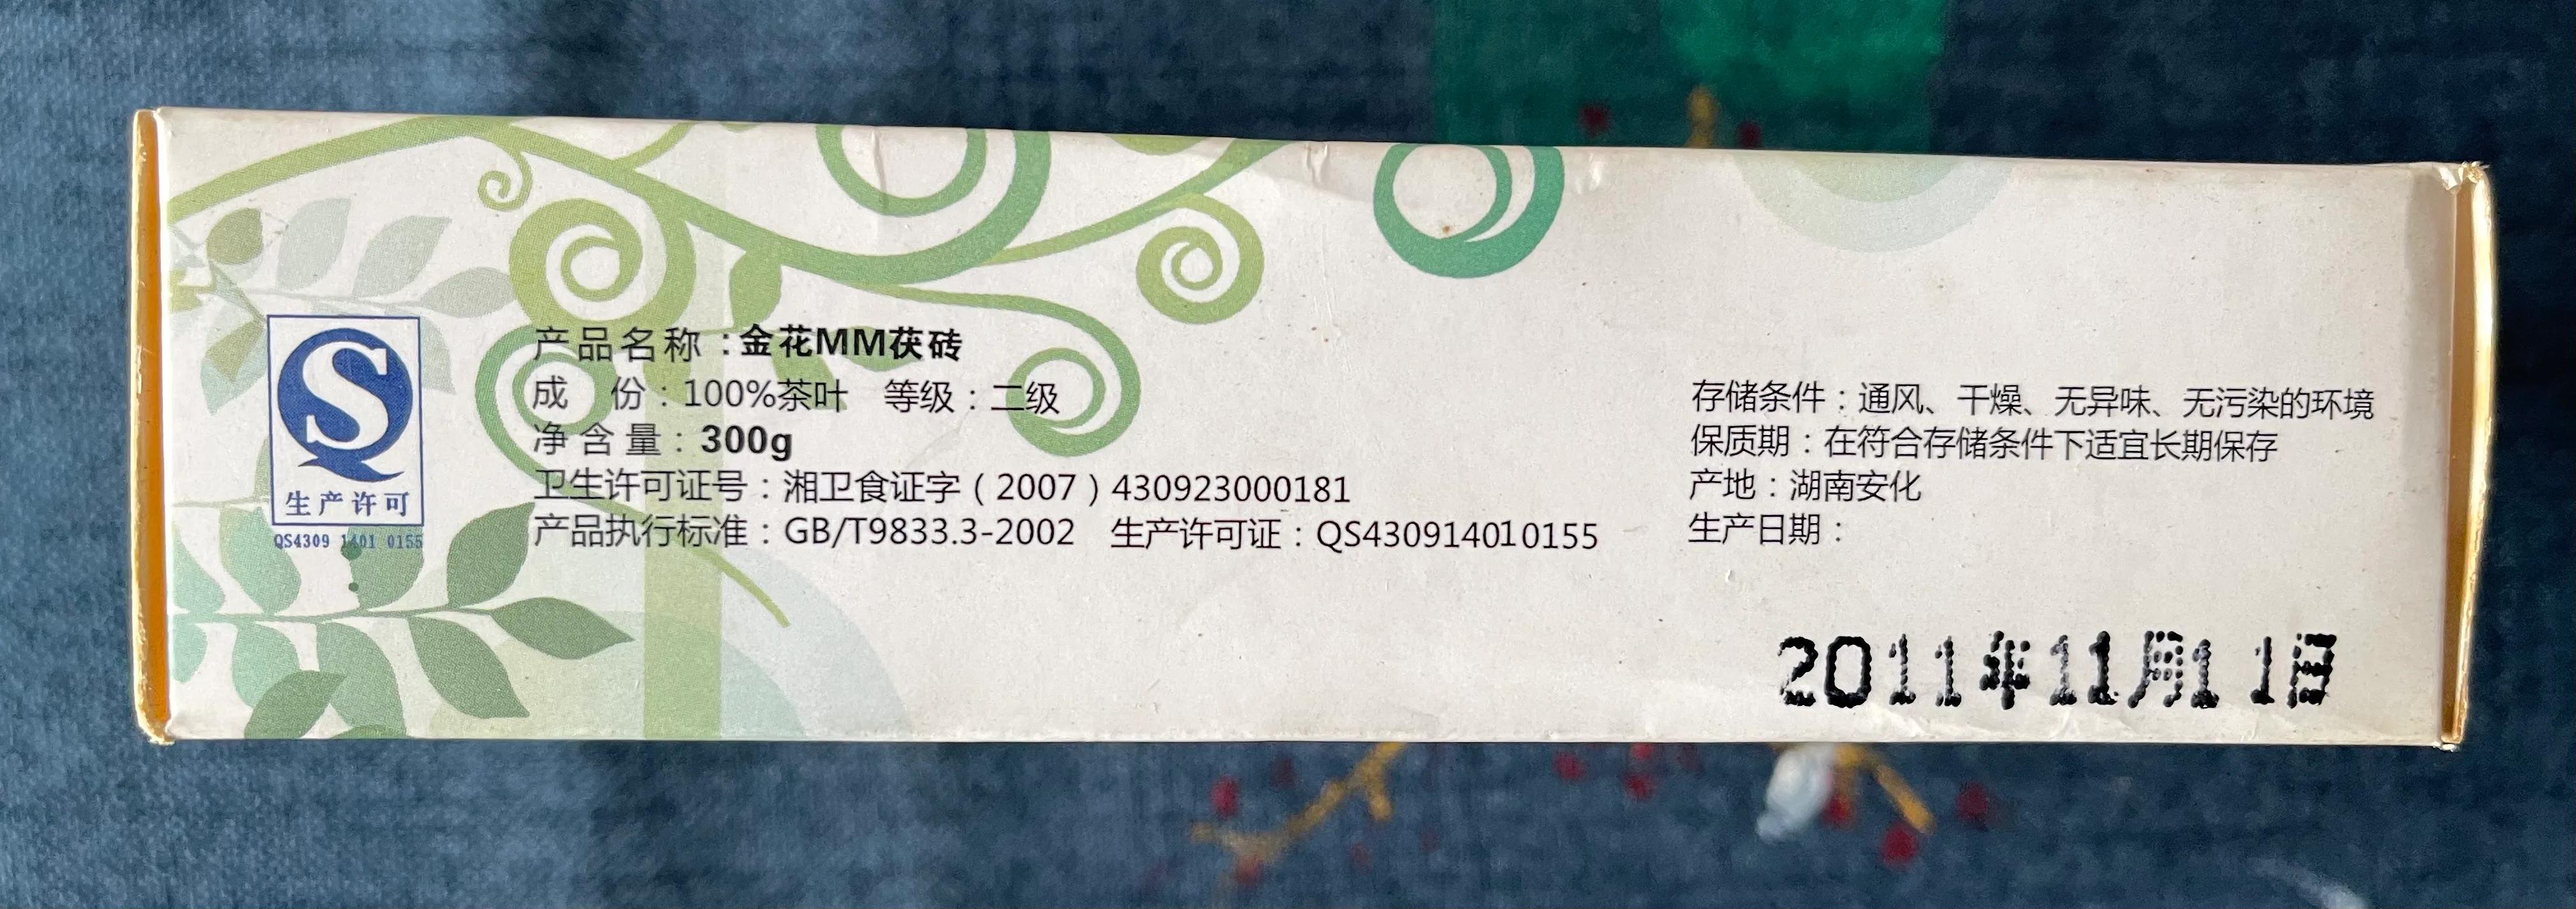 S
生产许可
QS4309 1401 0155
产品名称：金花MM茯砖
成 份：100%茶叶 等级：二级
净含量：300g
卫生许可证号：湘卫食证字（2007）430923000181
产品执行标准：GB/T9833.3-2002 生产许可证：QS430914010155
存储条件：通风、干燥、无异味、无污染的环境
保质期：在符合存储条件下适宜长期保存
产地：湖南安化
生产日期：
2011年11月11日